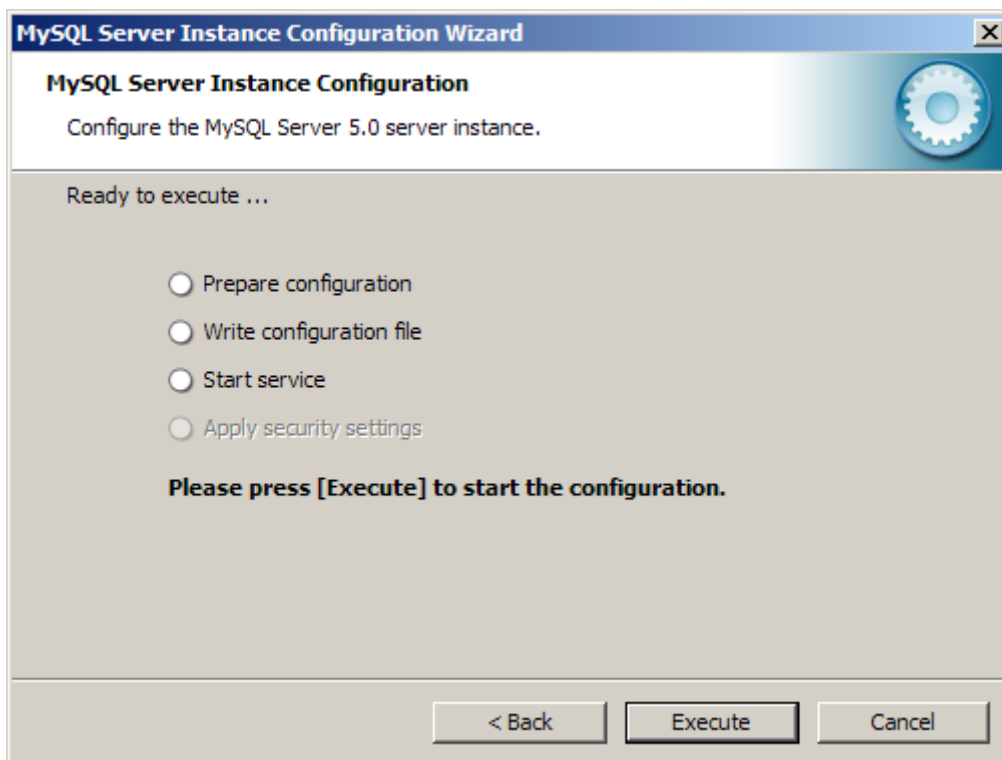 MySQL Server Instance Configuration Wizard
MySQL Server Instance Configuration
Configure the MySQL Server 5.0 server instance.
Ready to execute ...
Prepare configuration
Write configuration file
Start service
Apply security settings
Please press [Execute] to start the configuration.
< Back Execute Cancel